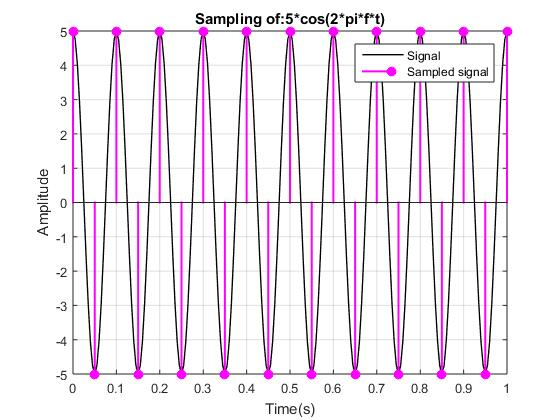 Sampling of:5*cos(2*pi*f*t)
Signal
Sampled signal
Amplitude
5
4
3
2
1
0
-1
-2
-3
-4
-5
0 0.1 0.2 0.3 0.4 0.5 0.6 0.7 0.8 0.9 1
Time(s)